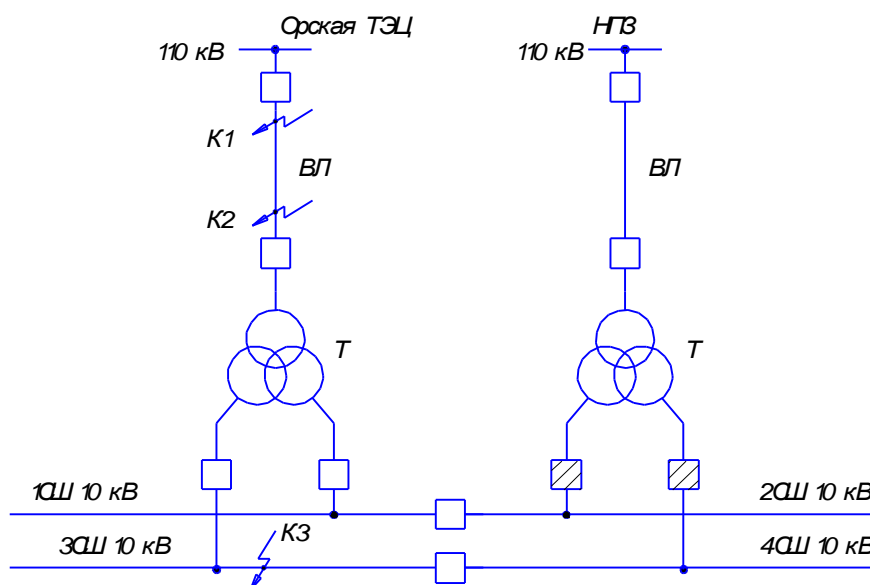 Орская ТЭЦ
НПЗ
110 кВ
110 кВ
К1
ВЛ
ВЛ
К2
Т
Т
1СШ 10 кВ
2СШ 10 кВ
3СШ 10 кВ
К3
4СШ 10 кВ